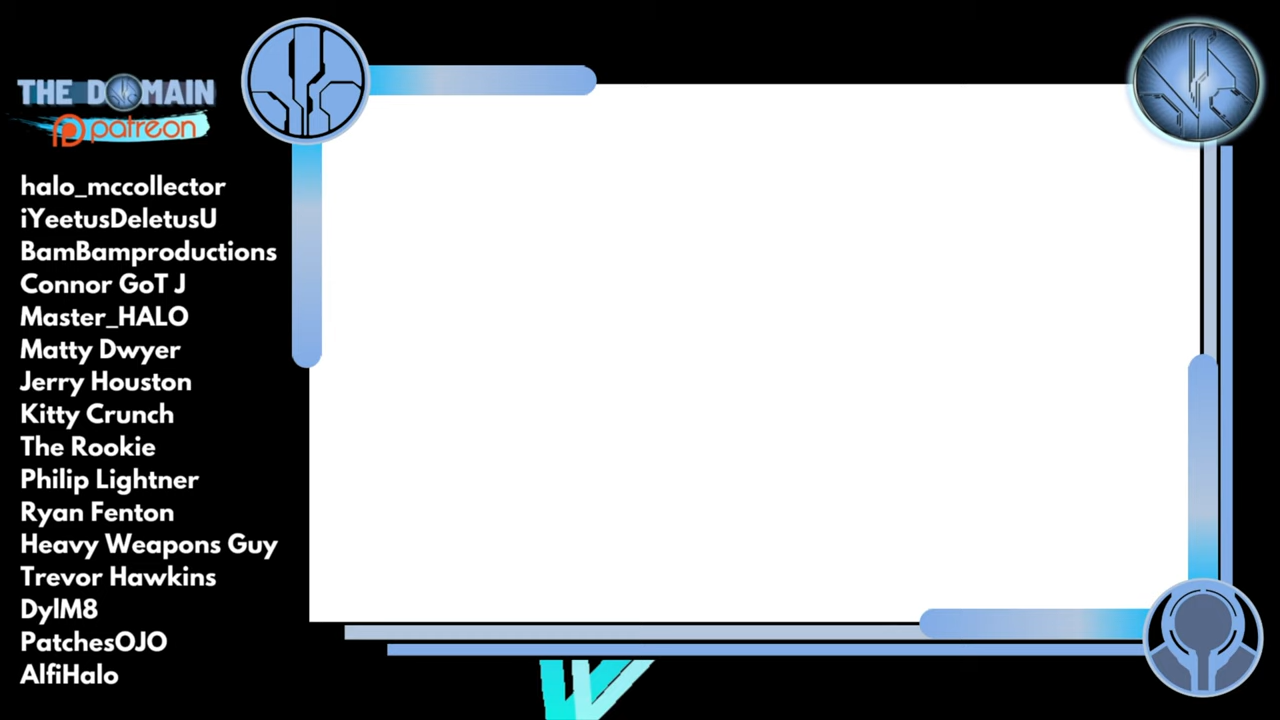 THE DOMAIN
patreon
halo_mccollector
iYeetusDeletusU
BamBamproductions
Connor GoT J
Master_HALO
Matty Dwyer
Jerry Houston
Kitty Crunch
The Rookie
Philip Lightner
Ryan Fenton
Heavy Weapons Guy
Trevor Hawkins
DylM8
PatchesOJO
AlfiHalo